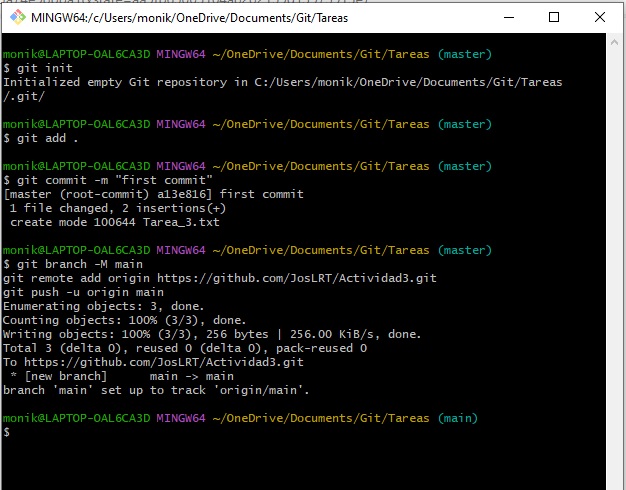 MINGW64:/c/Users/monik/OneDrive/Documents/Git/Tareas
monik@LAPTOP-OAL6CA3D MINGW64 ~/OneDrive/Documents/Git/Tareas (master)
$ git init
Initialized empty Git repository in C:/Users/monik/OneDrive/Documents/Git/Tareas
/.git/
monik@LAPTOP-OAL6CA3D MINGW64 ~/OneDrive/Documents/Git/Tareas (master)
$ git add .
monik@LAPTOP-OAL6CA3D MINGW64 ~/OneDrive/Documents/Git/Tareas (master)
$ git commit -m "first commit"
[master (root-commit) a13e816] first commit
 1 file changed, 2 insertions(+)
 create mode 100644 Tarea_3.txt
monik@LAPTOP-OAL6CA3D MINGW64 ~/OneDrive/Documents/Git/Tareas (master)
$ git branch -M main
git remote add origin https://github.com/JosLRT/Actividad3.git
git push -u origin main
Enumerating objects: 3, done.
Counting objects: 100% (3/3), done.
Writing objects: 100% (3/3), 256 bytes | 256.00 KiB/s, done.
Total 3 (delta 0), reused 0 (delta 0), pack-reused 0
To https://github.com/JosLRT/Actividad3.git
 * [new branch]      main -> main
branch 'main' set up to track 'origin/main'.
monik@LAPTOP-OAL6CA3D MINGW64 ~/OneDrive/Documents/Git/Tareas (main)
$